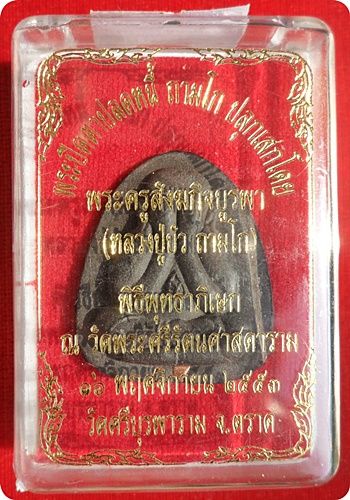 พระปิดตาปลดหนี้ ถามโก ปลุกเสกโดย
พระครูสังฆกิจบูรพา
(หลวงปู่บัว ถามโก)
พิธีพุทธาภิเษก
ณ วัดพระศรีรัตนศาสดาราม
๑๖ พฤศจิกายน ๒๕๕๓
วัดศรีบุรพาราม จ.ตราด